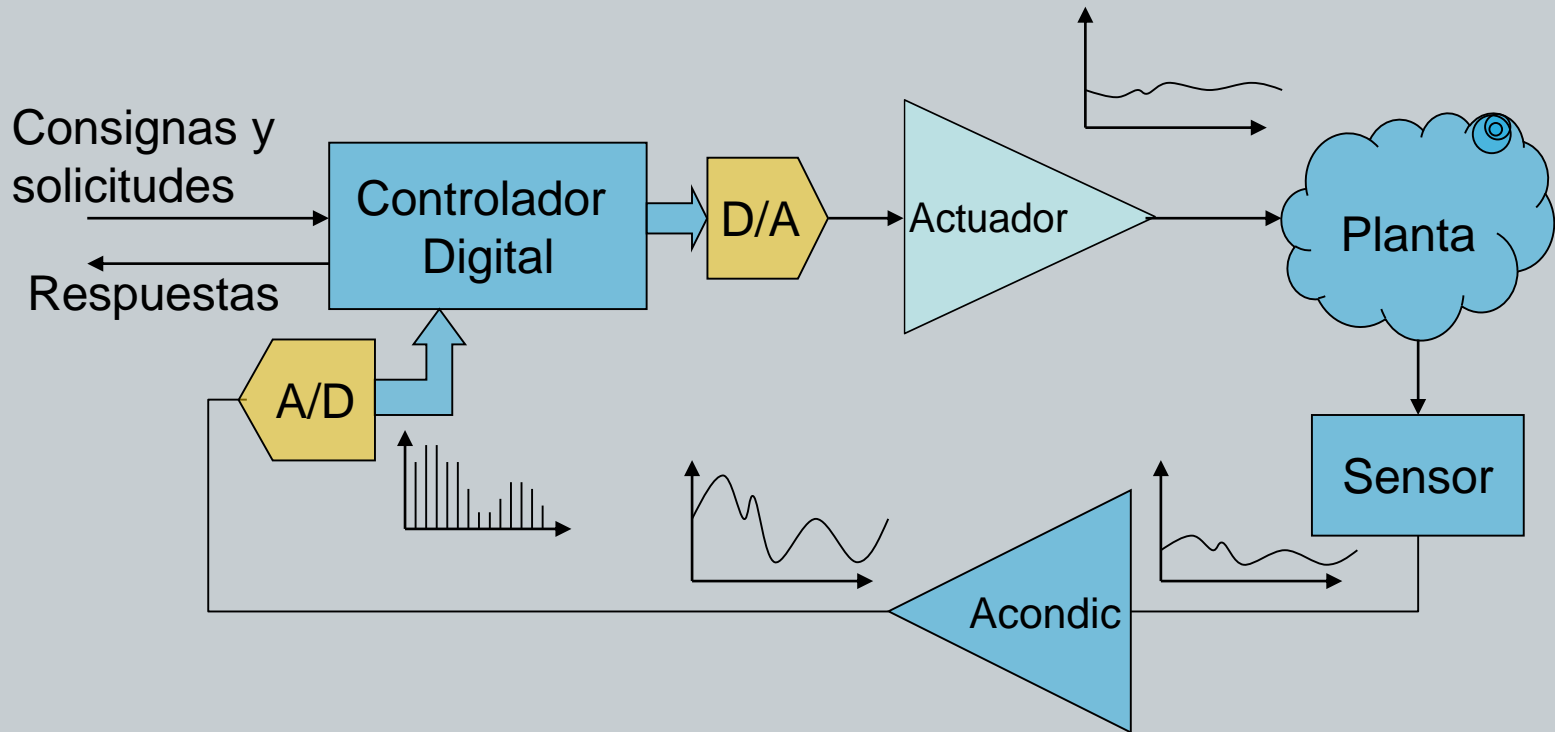 Consignas y
solicitudes
Respuestas
Controlador
Digital
D/A
Actuador
Planta
A/D
Sensor
Acondic